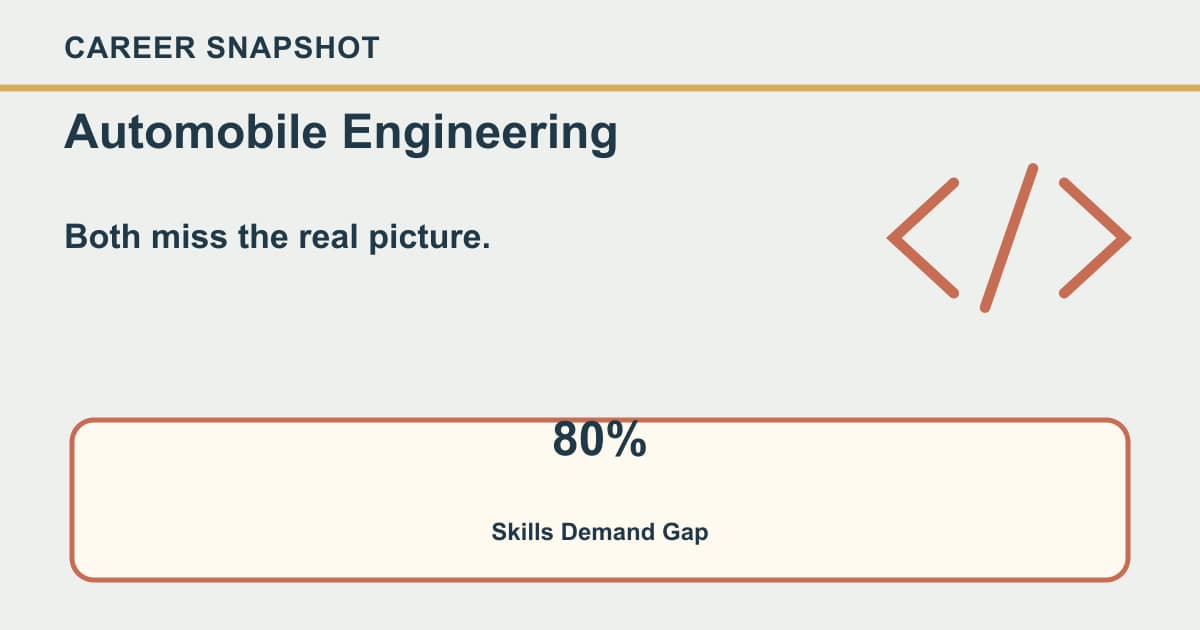 CAREER SNAPSHOT
Automobile Engineering
Both miss the real picture.
80%
Skills Demand Gap